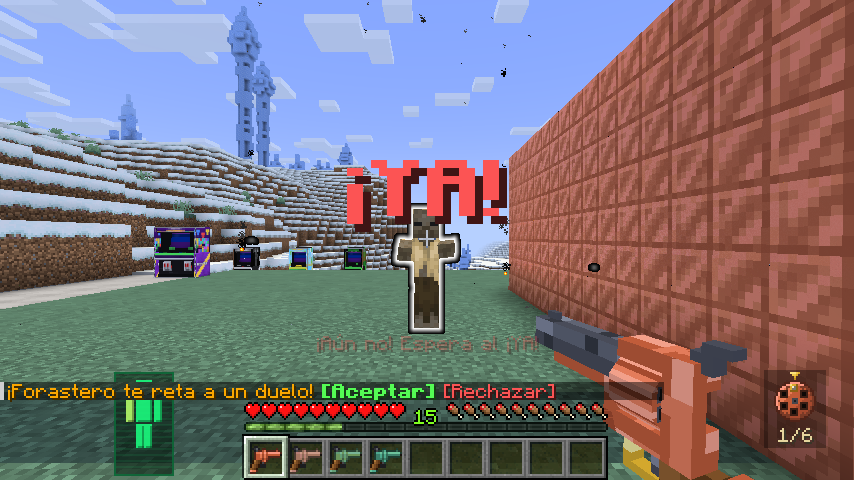 ¡YA!
¡Aún no! Espera al ¡YA!
¡Forastero te reta a un duelo! [Aceptar] [Rechazar]
15
1/6